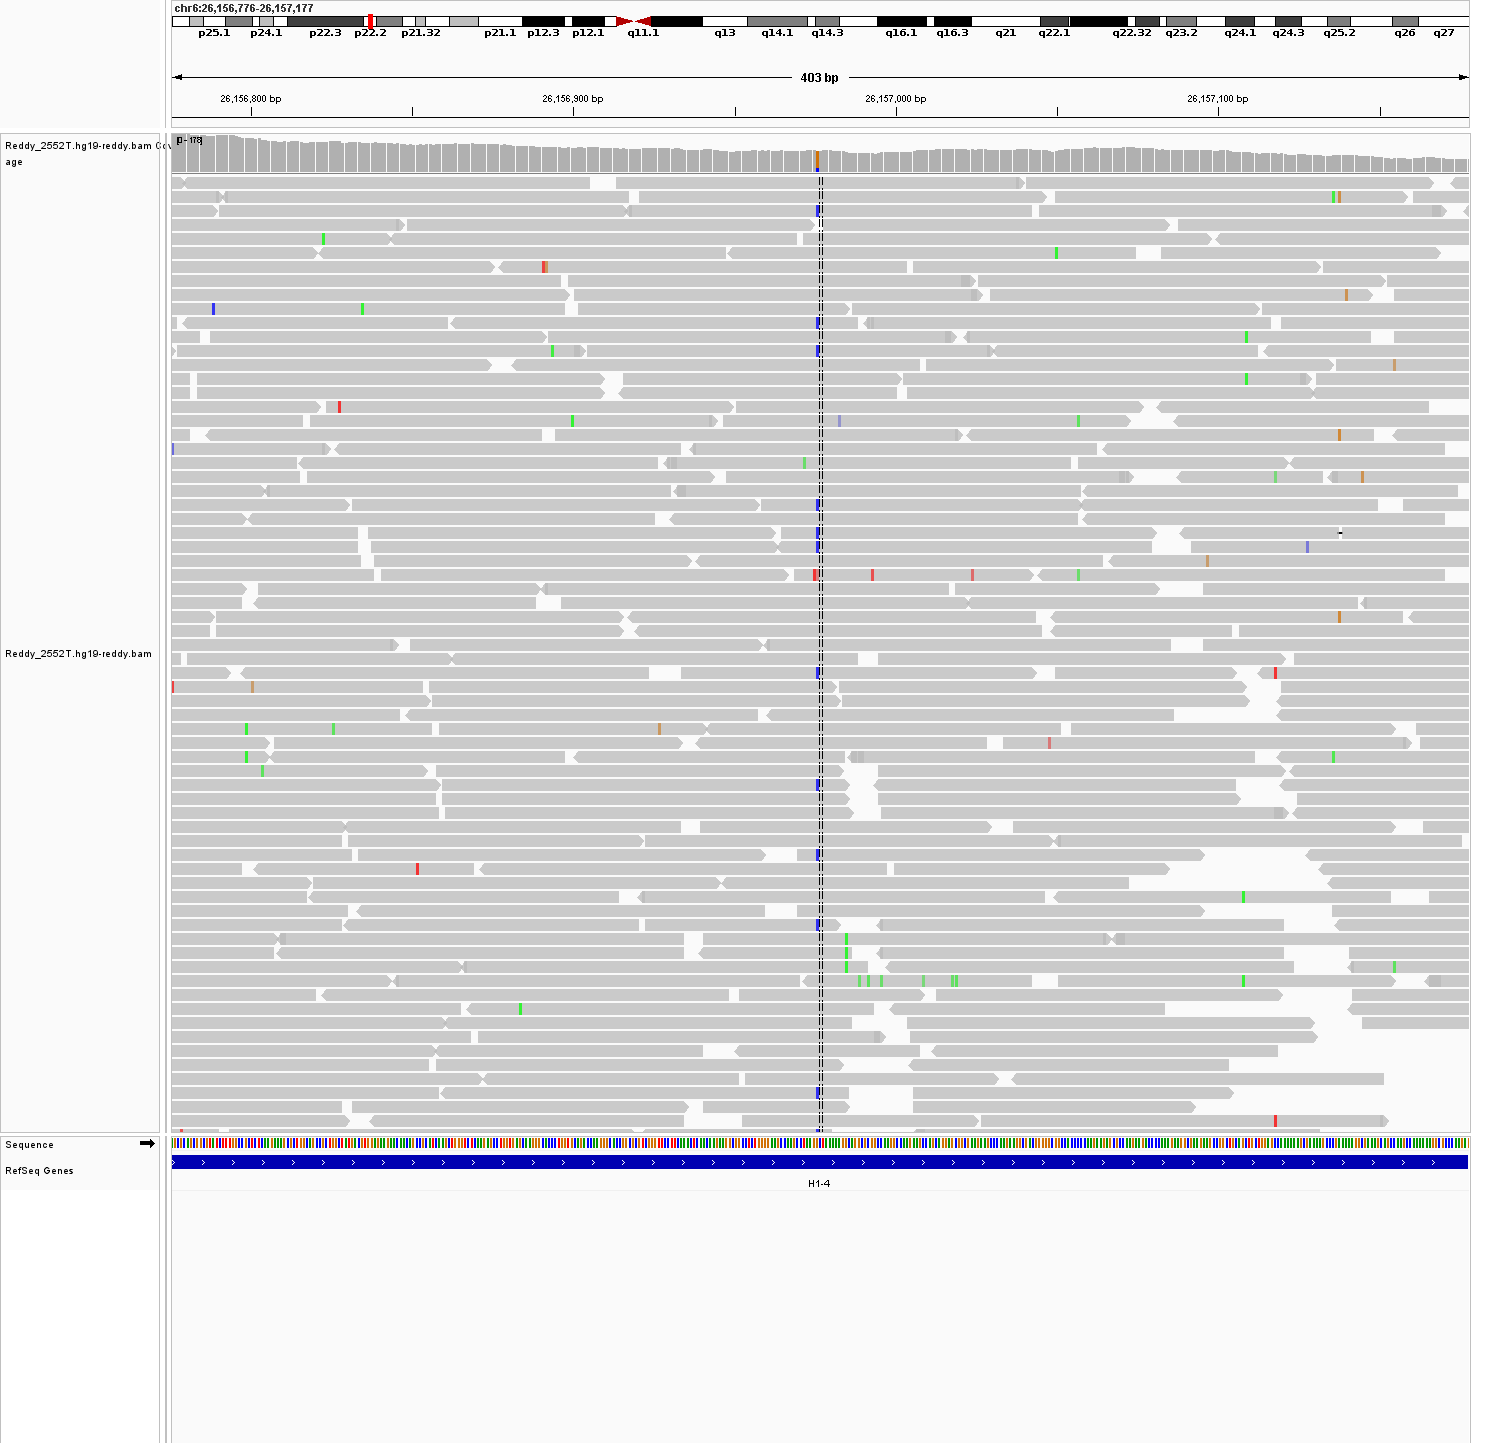 chr6:26,156,776-26,157,177
p25.1 p24.1 p22.3 p22.2 p21.32 p21.1 p12.3 p12.1 q11.1 q13 q14.1 q14.3 q16.1 q16.3 q21 q22.1 q22.32 q23.2 q24.1 q24.3 q25.2 q26 q27
403 bp
26,156,800 bp 26,156,900 bp 26,157,000 bp 26,157,100 bp
[0 - 178]
Reddy_2552T.hg19-reddy.bam Cov
age
Reddy_2552T.hg19-reddy.bam
Sequence
RefSeq Genes
H1-4